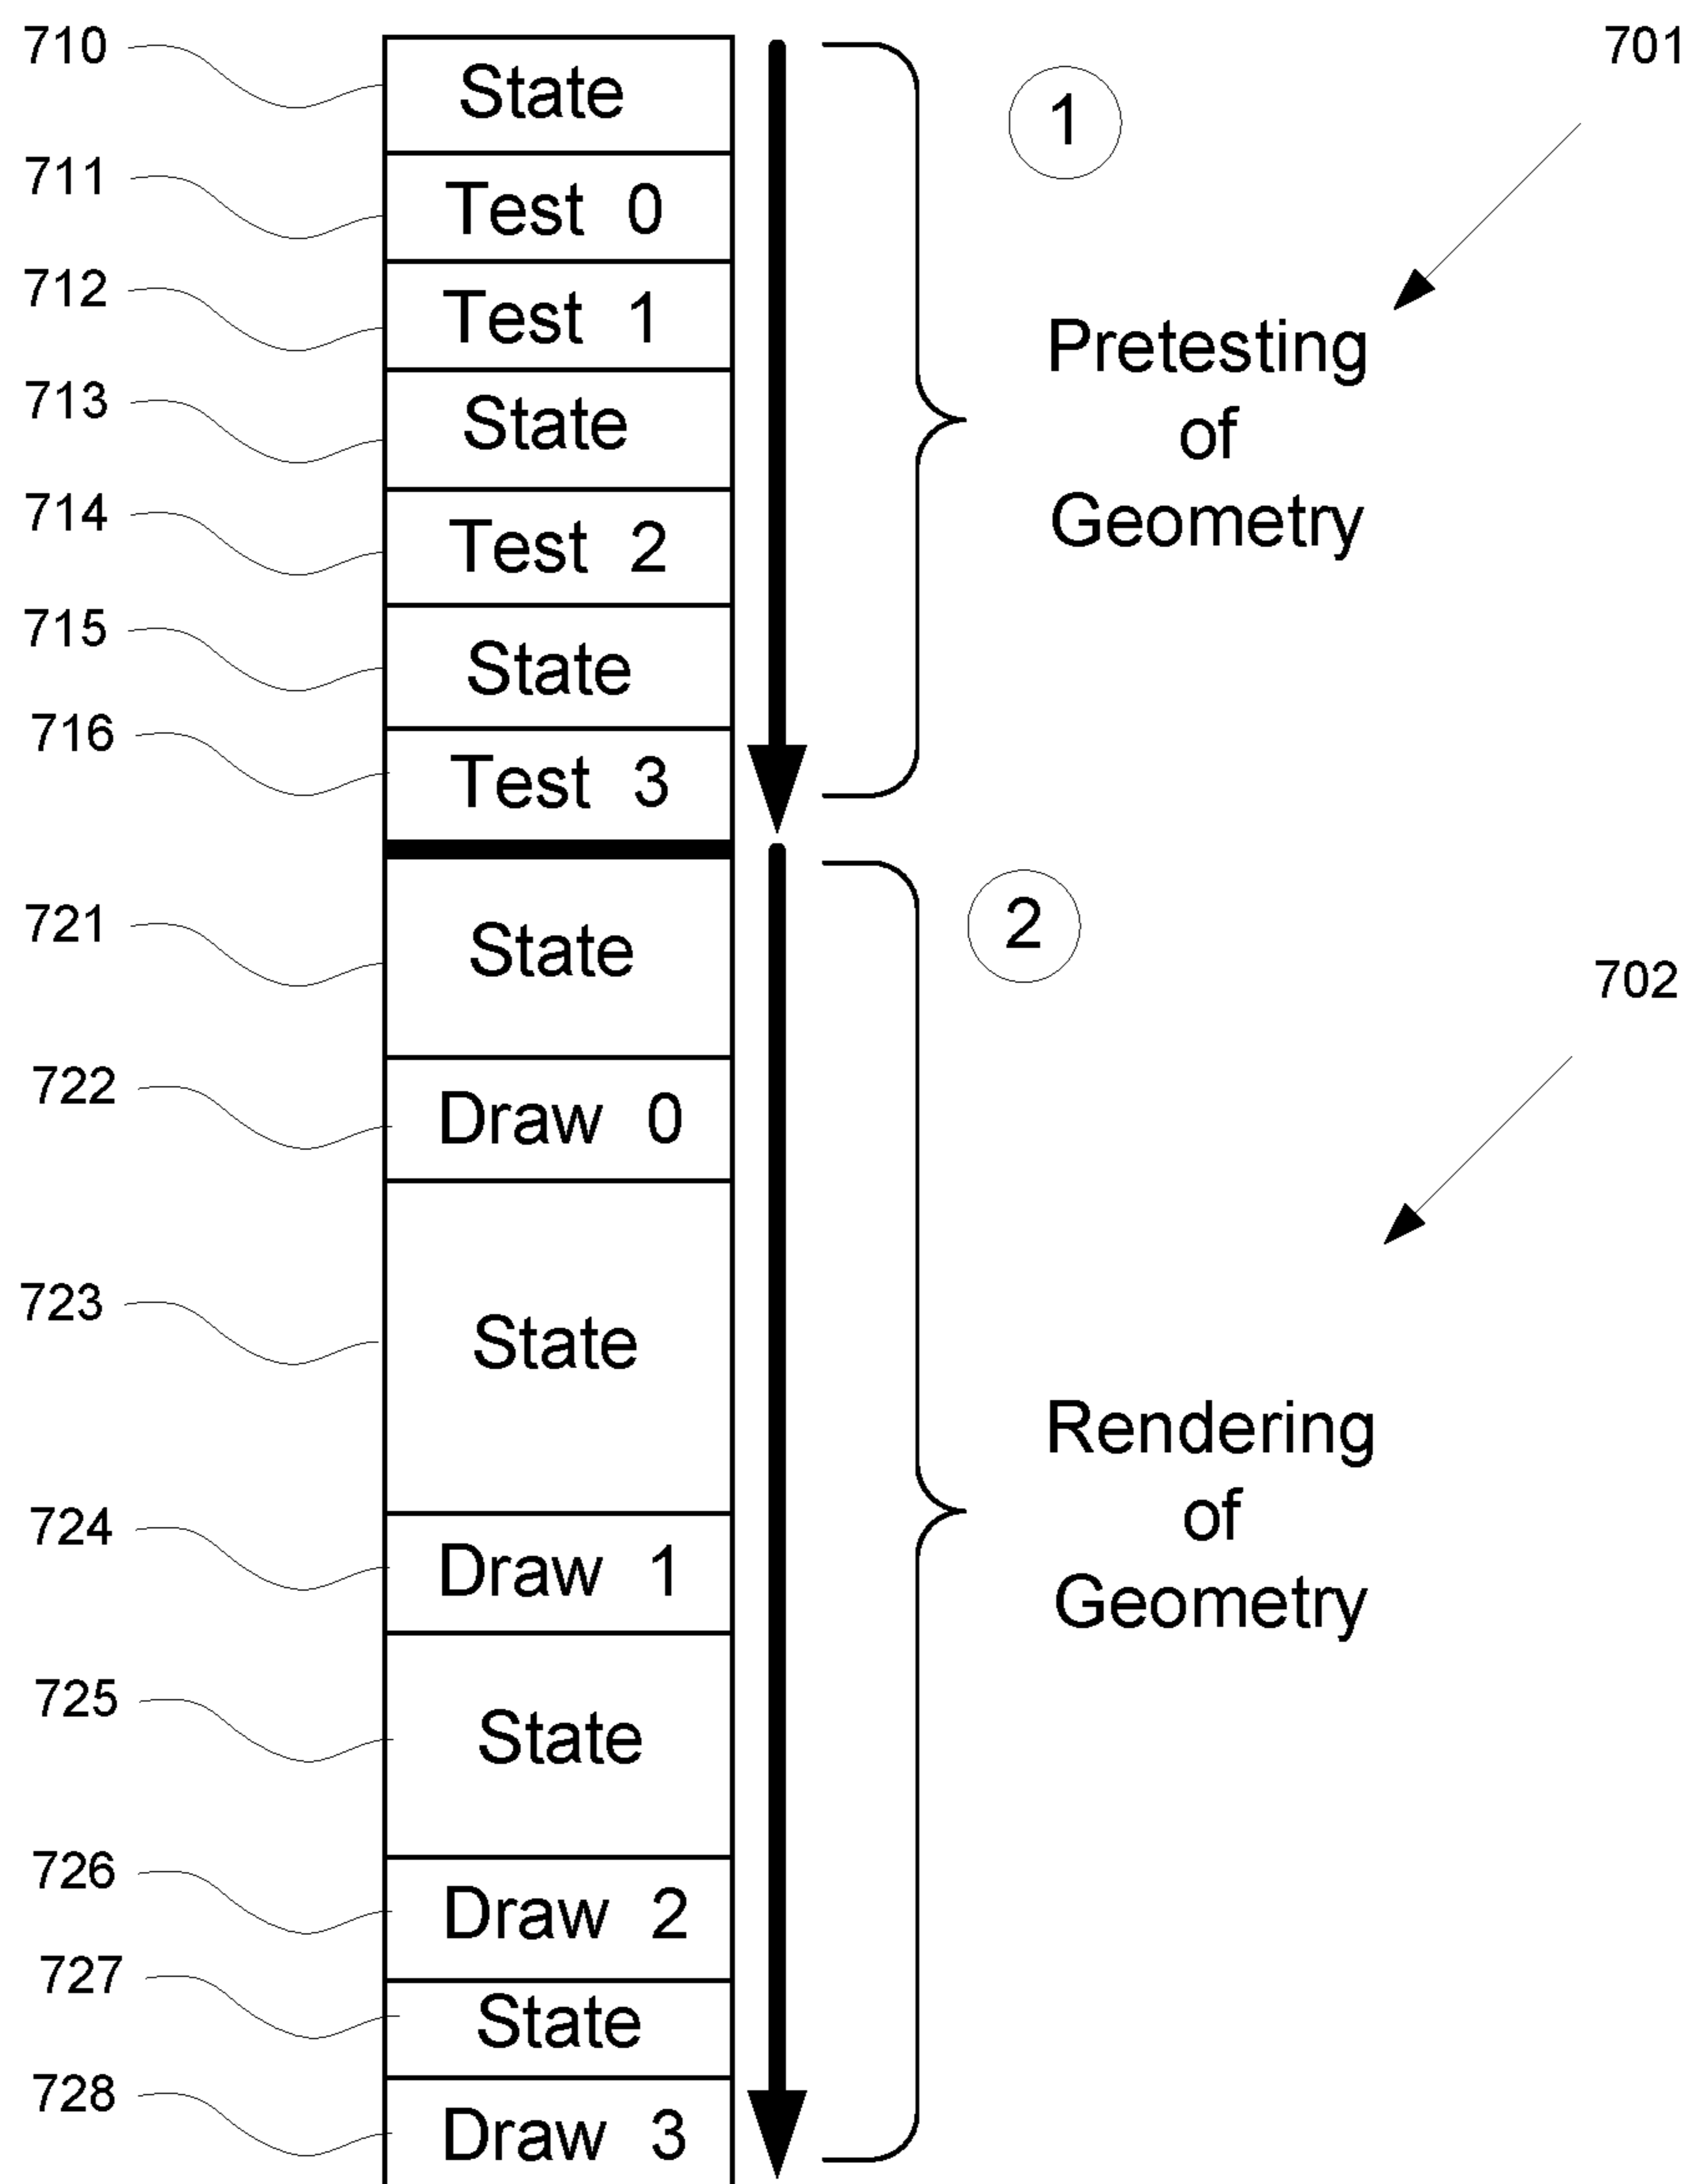 710
State
1
701
711
Test 0
712
Test 1
Pretesting
of
Geometry
713
State
714
Test 2
715
State
716
Test 3
721
State
2
702
722
Draw 0
723
State
Rendering
of
Geometry
724
Draw 1
725
State
726
Draw 2
727
State
728
Draw 3